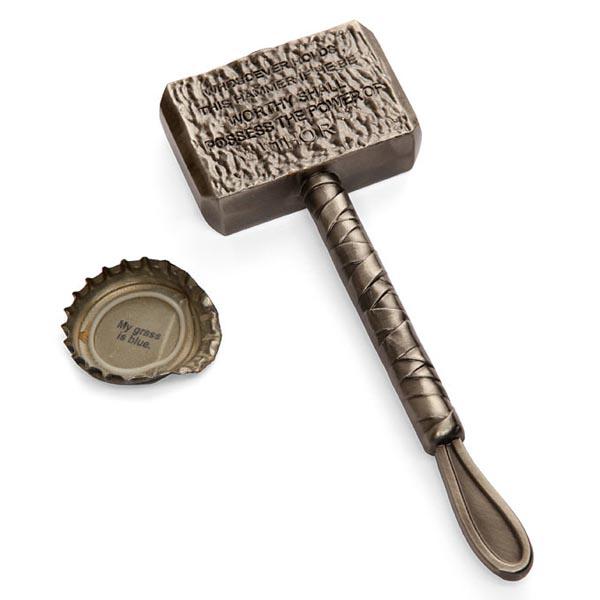 WHOSOEVER HOLDS
THIS HAMMER, IF HE BE
WORTHY, SHALL
POSSESS THE POWER OF
THOR
My grass
is blue.